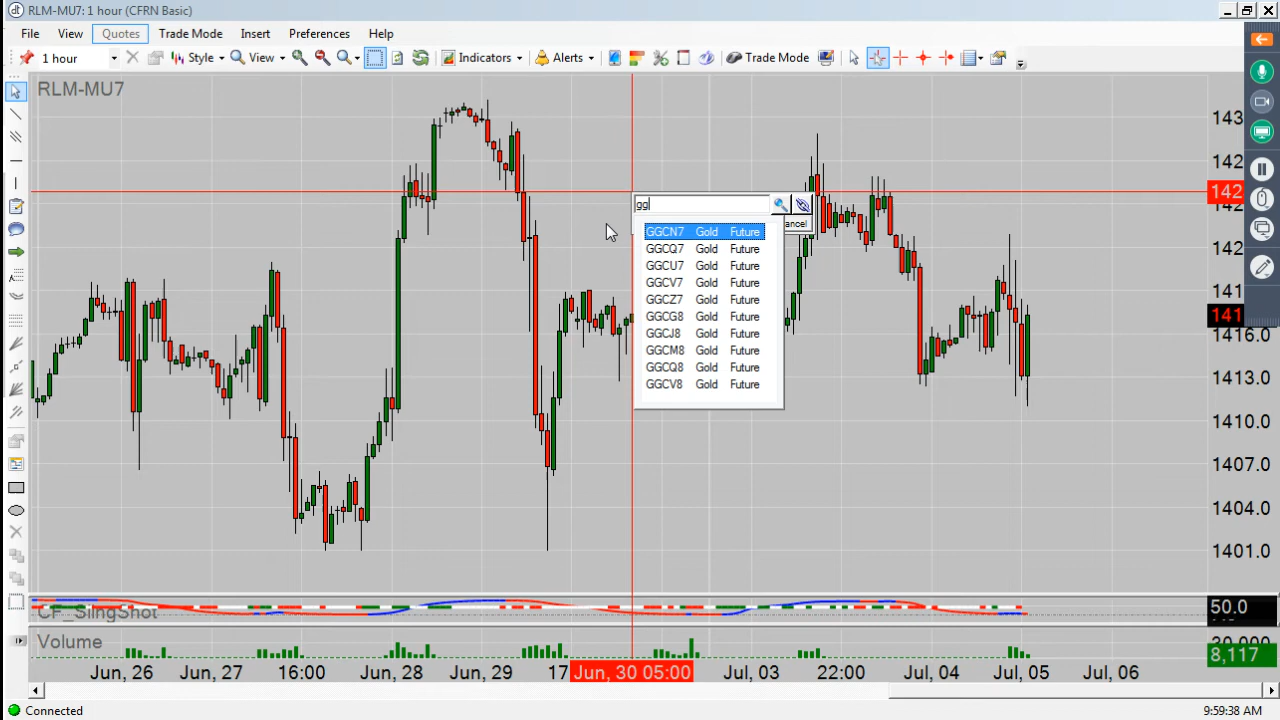 RLM-MU7: 1 hour (CFRN Basic)
File View Quotes Trade Mode Insert Preferences Help
1 hour Style View Indicators Alerts Trade Mode
RLM-MU7
gg
ancel
GGCN7 Gold Future
GGCQ7 Gold Future
GGCU7 Gold Future
GGCV7 Gold Future
GGCZ7 Gold Future
GGCG8 Gold Future
GGCJ8 Gold Future
GGCM8 Gold Future
GGCQ8 Gold Future
GGCV8 Gold Future
143
142
142
142
141
141
1416.0
1413.0
1410.0
1407.0
1404.0
1401.0
CF_SlingShot
50.0
Volume
8,117
Jun, 26 Jun, 27 16:00 Jun, 28 Jun, 29 17 Jun, 30 05:00 Jul, 03 22:00 Jul, 04 Jul, 05 Jul, 06
Connected 9:59:38 AM